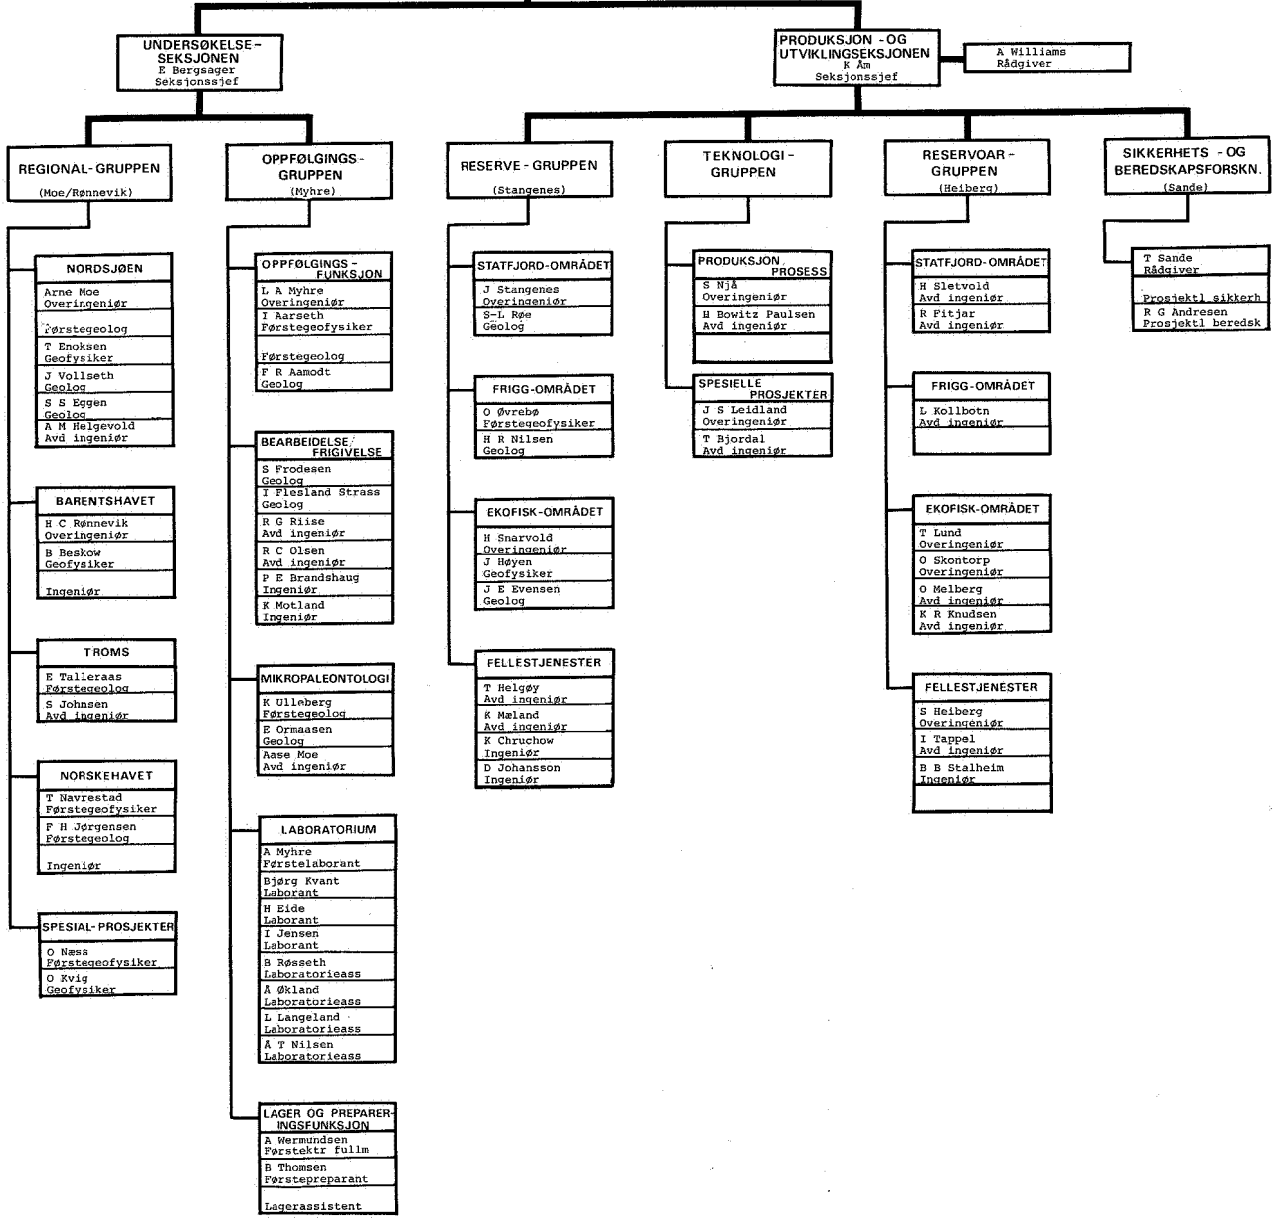 UNDERSØKELSE-
SEKSJONEN
E Bergsager
Seksjonssjef
PRODUKSJON - OG
UTVIKLINGSEKSJONEN
K Åm
Seksjonssjef
A Williams
Rådgiver
REGIONAL-GRUPPEN
(Moe/Rønnevik)
NORDSJØEN
Arne Moe
Overingeniør
Førstegeolog
T Enoksen
Geofysiker
J Vollseth
Geolog
S S Eggen
Geolog
A M Helgevold
Avd ingeniør
BARENTSHAVET
H C Rønnevik
Overingeniør
B Beskow
Geofysiker
Ingeniør
TROMS
E Talleraas
Førstegeolog
S Johnsen
Avd ingeniør
NORSKEHAVET
T Navrestad
Førstegeofysiker
F H Jørgensen
Førstegeolog
Ingeniør
SPESIAL-PROSJEKTER
O Næss
Førstegeofysiker
O Kvig
Geofysiker
OPPFØLGINGS-
GRUPPEN
(Myhre)
OPPFØLGINGS-
FUNKSJON
L A Myhre
Overingeniør
I Aarseth
Førstegeofysiker
Førstegeolog
F R Aamodt
Geolog
BEARBEIDELSE/
FRIGIVELSE
S Frodesen
Geolog
I Flesland Strass
Geolog
R G Riise
Avd ingeniør
R C Olsen
Avd ingeniør
P E Brandshaug
Ingeniør
K Motland
Ingeniør
MIKROPALEONTOLOGI
K Ulleberg
Førstegeolog
E Ormaasen
Geolog
Aase Moe
Avd ingeniør
LABORATORIUM
A Myhre
Førstelaborant
Bjørg Kvant
Laborant
H Eide
Laborant
I Jensen
Laborant
B Røsseth
Laboratorieass
Å Økland
Laboratorieass
L Langeland
Laboratorieass
Å T Nilsen
Laboratorieass
LAGER OG PREPARER-
INGSFUNKSJON
A Wermundsen
Førstektr fullm
B Thomsen
Førstepreparant
Lagerassistent
RESERVE - GRUPPEN
(Stangenes)
STATFJORD-OMRÅDET
J Stangenes
Overingeniør
S-L Røe
Geolog
FRIGG-OMRÅDET
O Øvrebø
Førstegeofysiker
H R Nilsen
Geolog
EKOFISK-OMRÅDET
H Snarvold
Overingeniør
J Høyen
Geofysiker
J E Evensen
Geolog
FELLESTJENESTER
T Helgøy
Avd ingeniør
K Mæland
Avd ingeniør
K Chruchow
Ingeniør
D Johansson
Ingeniør
TEKNOLOGI-
GRUPPEN
PRODUKSJON/
PROSESS
S Njå
Overingeniør
H Bowitz Paulsen
Avd ingeniør
SPESIELLE
PROSJEKTER
J S Leidland
Overingeniør
T Bjordal
Avd ingeniør
RESERVOAR-
GRUPPEN
(Heiberg)
STATFJORD-OMRÅDET
H Sletvold
Avd ingeniør
R Fitjar
Avd ingeniør
FRIGG-OMRÅDET
L Kollbotn
Avd ingeniør
EKOFISK-OMRÅDET
T Lund
Overingeniør
O Skontorp
Overingeniør
O Melberg
Avd ingeniør
K R Knudsen
Avd ingeniør
FELLESTJENESTER
S Heiberg
Overingeniør
I Tappel
Avd ingeniør
B B Stalheim
Ingeniør
SIKKERHETS - OG
BEREDSKAPSFORSKN.
(Sande)
T Sande
Rådgiver
Prosjektl sikkerh
R G Andresen
Prosjektl beredsk